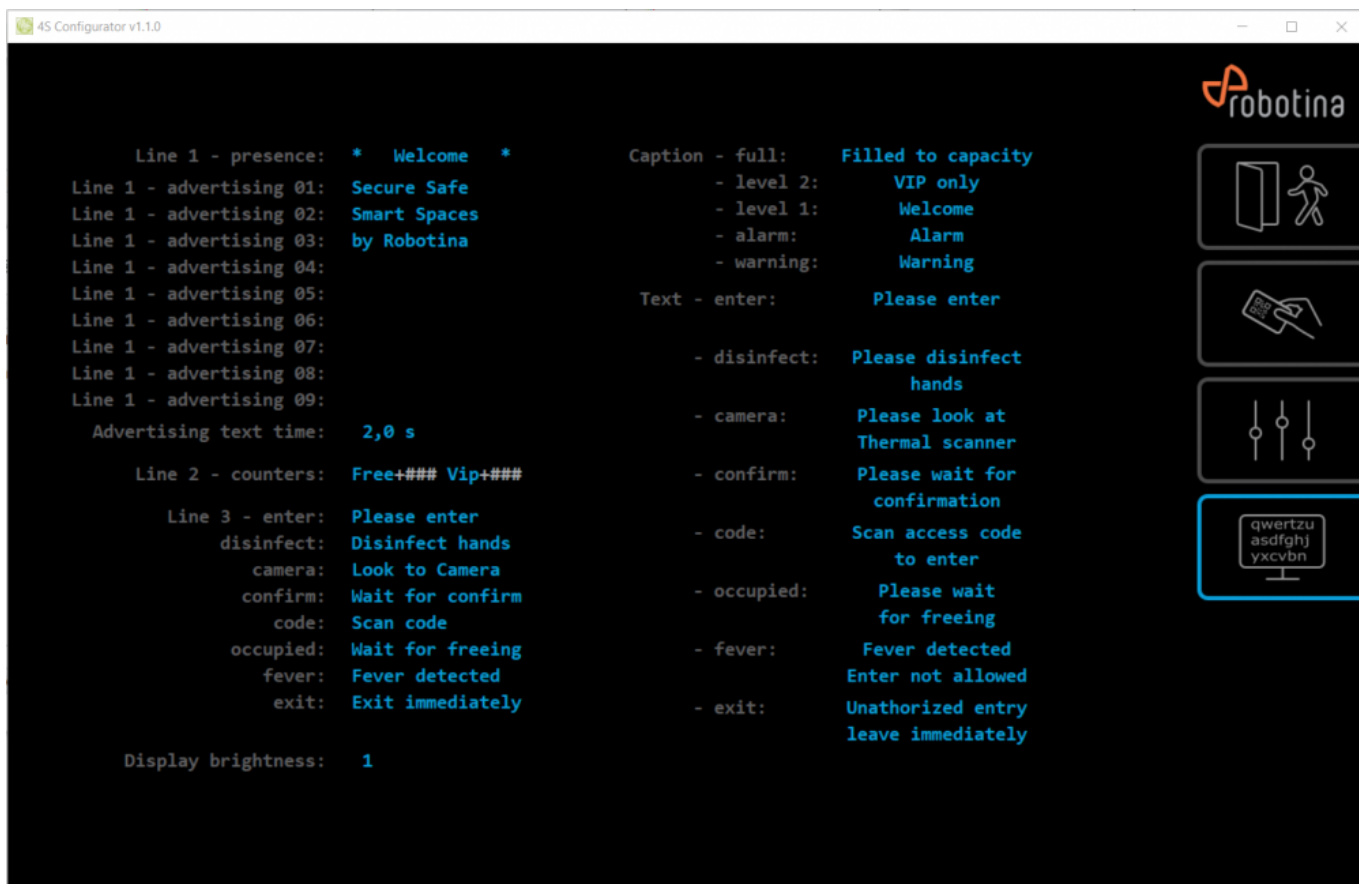 4S Configurator v1.1.0
robotina
Line 1 - presence: * Welcome *
Line 1 - advertising 01: Secure Safe
Line 1 - advertising 02: Smart Spaces
Line 1 - advertising 03: by Robotina
Line 1 - advertising 04:
Line 1 - advertising 05:
Line 1 - advertising 06:
Line 1 - advertising 07:
Line 1 - advertising 08:
Line 1 - advertising 09:
Advertising text time: 2,0 s
Line 2 - counters: Free+### Vip+###
Line 3 - enter: Please enter
disinfect: Disinfect hands
camera: Look to Camera
confirm: Wait for confirm
code: Scan code
occupied: Wait for freeing
fever: Fever detected
exit: Exit immediately
Display brightness: 1
Caption - full: Filled to capacity
- level 2: VIP only
- level 1: Welcome
- alarm: Alarm
- warning: Warning
Text - enter: Please enter
- disinfect: Please disinfect
hands
- camera: Please look at
Thermal scanner
- confirm: Please wait for
confirmation
- code: Scan access code
to enter
- occupied: Please wait
for freeing
- fever: Fever detected
Enter not allowed
- exit: Unathorized entry
leave immediately
qwertzu
asdfghj
yxcvbn